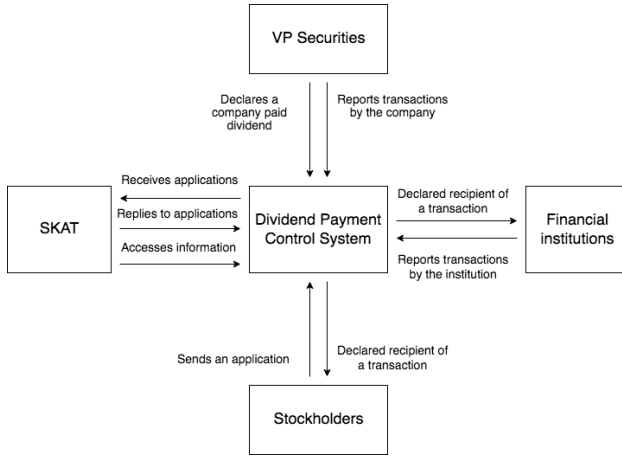 VP Securities
Declares a
company paid
dividend
Reports transactions
by the company
Receives applications
Replies to applications
Accesses information
SKAT
Dividend Payment
Control System
Declared recipient of
a transaction
Reports transactions
by the institution
Financial
institutions
Sends an application
Declared recipient of
a transaction
Stockholders